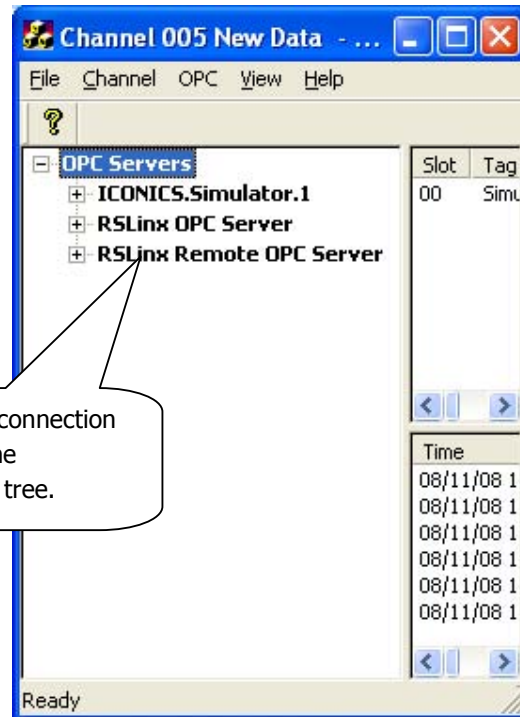 Channel 005 New Data - ...
File Channel OPC View Help
OPC Servers
ICONICS.Simulator.1
RSLinx OPC Server
RSLinx Remote OPC Server
Slot Tag
00 Simu
connection
tree.
Time
08/11/08 1
08/11/08 1
08/11/08 1
08/11/08 1
08/11/08 1
08/11/08 1
Ready